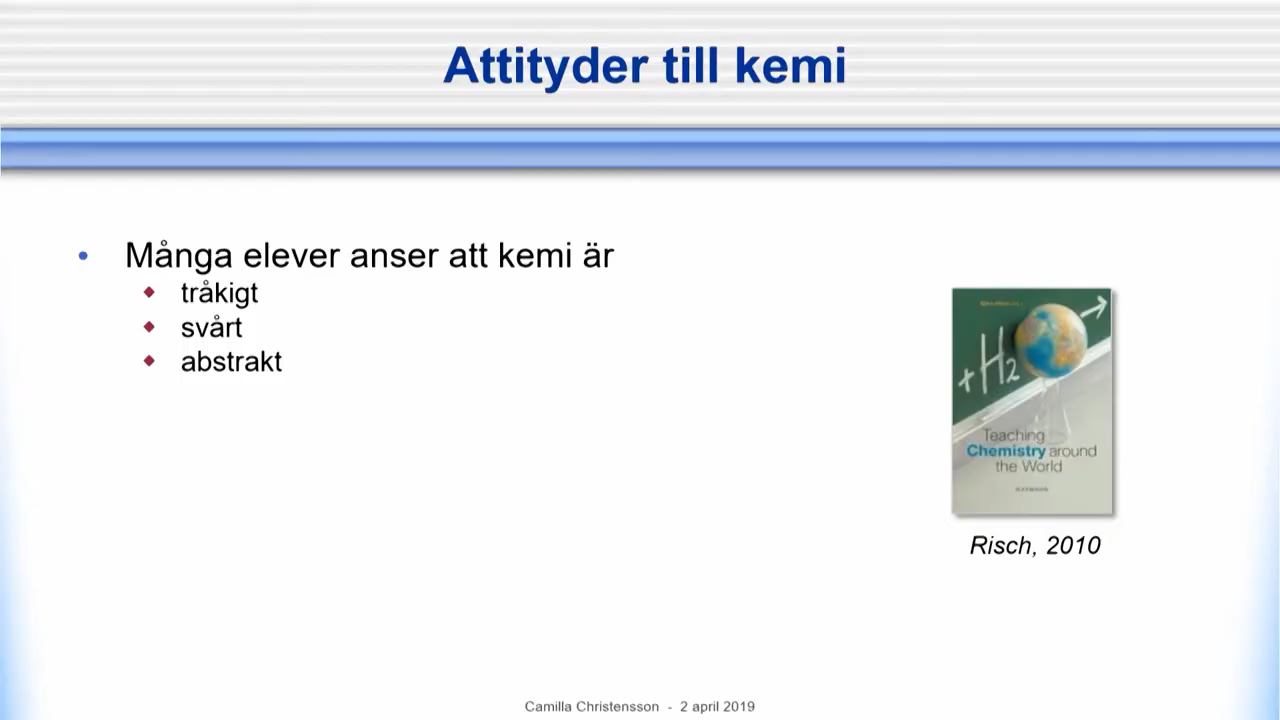 Attityder till kemi
• Många elever anser att kemi är
tråkigt
svårt
abstrakt
+H₂ →
Teaching
Chemistry around
the World
Risch, 2010
Camilla Christensson - 2 april 2019